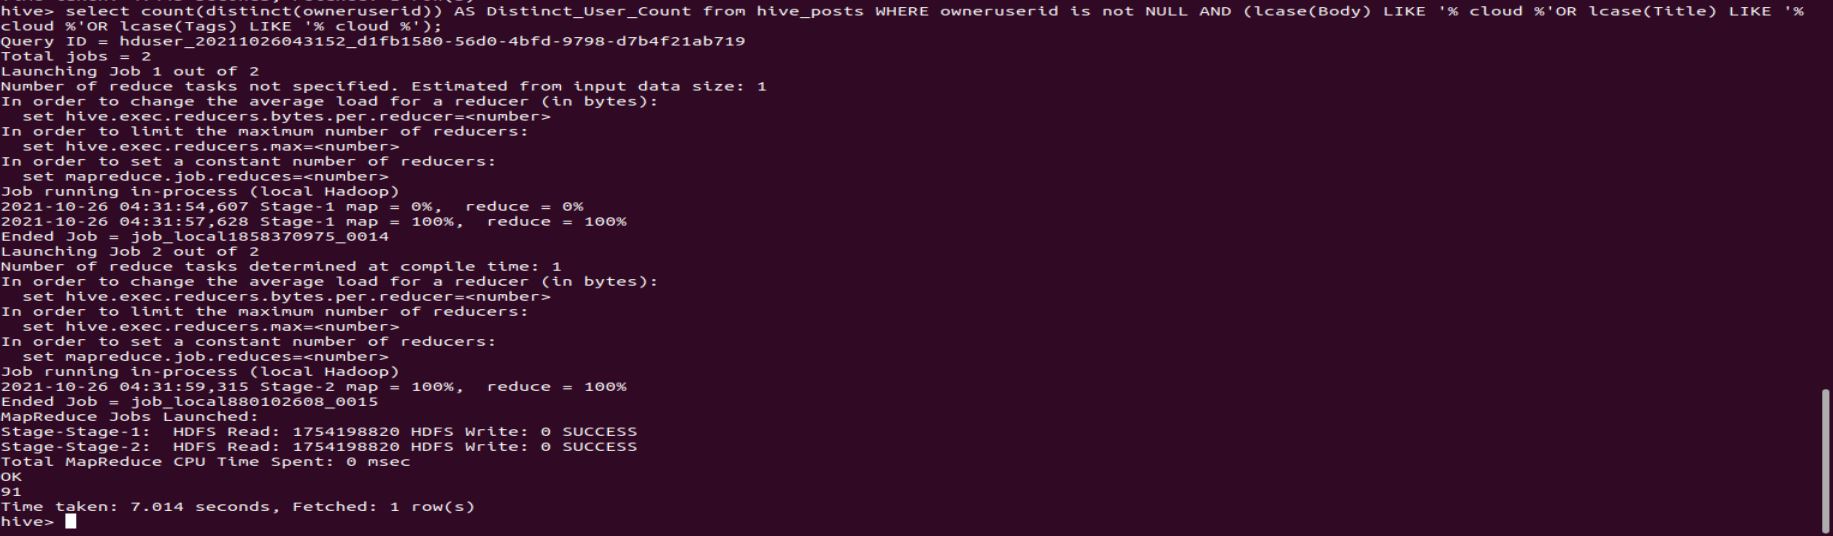 hive> select count(distinct(owneruserid)) AS Distinct_User_Count from hive_posts WHERE owneruserid is not NULL AND (lcase(Body) LIKE '% cloud %'OR lcase(Title) LIKE '%
cloud %'OR lcase(Tags) LIKE '% cloud %');
Query ID = hduser_20211026043152_d1fb1580-56d0-4bfd-9798-d7b4f21ab719
Total jobs = 2
Launching Job 1 out of 2
Number of reduce tasks not specified. Estimated from input data size: 1
In order to change the average load for a reducer (in bytes):
  set hive.exec.reducers.bytes.per.reducer=<number>
In order to limit the maximum number of reducers:
  set hive.exec.reducers.max=<number>
In order to set a constant number of reducers:
  set mapreduce.job.reduces=<number>
Job running in-process (local Hadoop)
2021-10-26 04:31:54,607 Stage-1 map = 0%,  reduce = 0%
2021-10-26 04:31:57,628 Stage-1 map = 100%,  reduce = 100%
Ended Job = job_local1858370975_0014
Launching Job 2 out of 2
Number of reduce tasks determined at compile time: 1
In order to change the average load for a reducer (in bytes):
  set hive.exec.reducers.bytes.per.reducer=<number>
In order to limit the maximum number of reducers:
  set hive.exec.reducers.max=<number>
In order to set a constant number of reducers:
  set mapreduce.job.reduces=<number>
Job running in-process (local Hadoop)
2021-10-26 04:31:59,315 Stage-2 map = 100%,  reduce = 100%
Ended Job = job_local880102608_0015
MapReduce Jobs Launched:
Stage-Stage-1:  HDFS Read: 1754198820 HDFS Write: 0 SUCCESS
Stage-Stage-2:  HDFS Read: 1754198820 HDFS Write: 0 SUCCESS
Total MapReduce CPU Time Spent: 0 msec
OK
91
Time taken: 7.014 seconds, Fetched: 1 row(s)
hive>